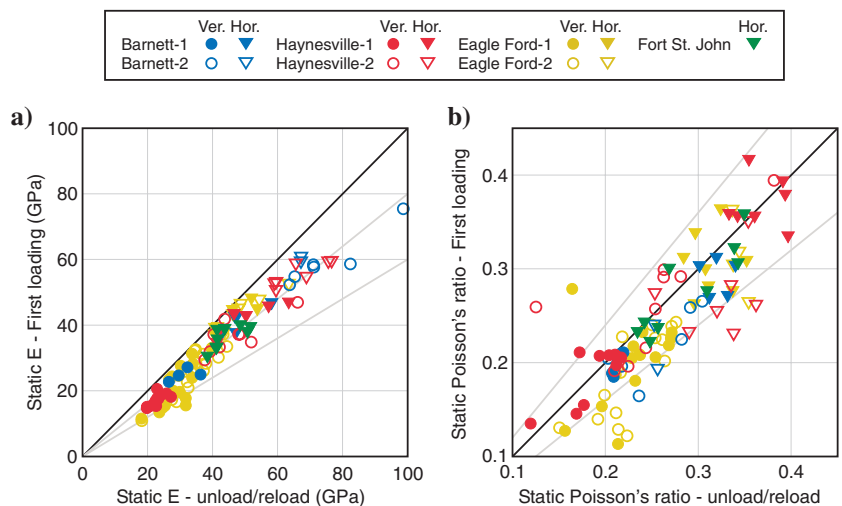 Ver. Hor. Ver. Hor. Ver. Hor. Hor.
Barnett-1 Haynesville-1 Eagle Ford-1 Fort St. John
Barnett-2 Haynesville-2 Eagle Ford-2
a)
100
80
60
40
20
0
Static E - First loading (GPa)
0 20 40 60 80 100
Static E - unload/reload (GPa)
b)
0.4
0.3
0.2
0.1
Static Poisson's ratio - First loading
0.1 0.2 0.3 0.4
Static Poisson's ratio - unload/reload